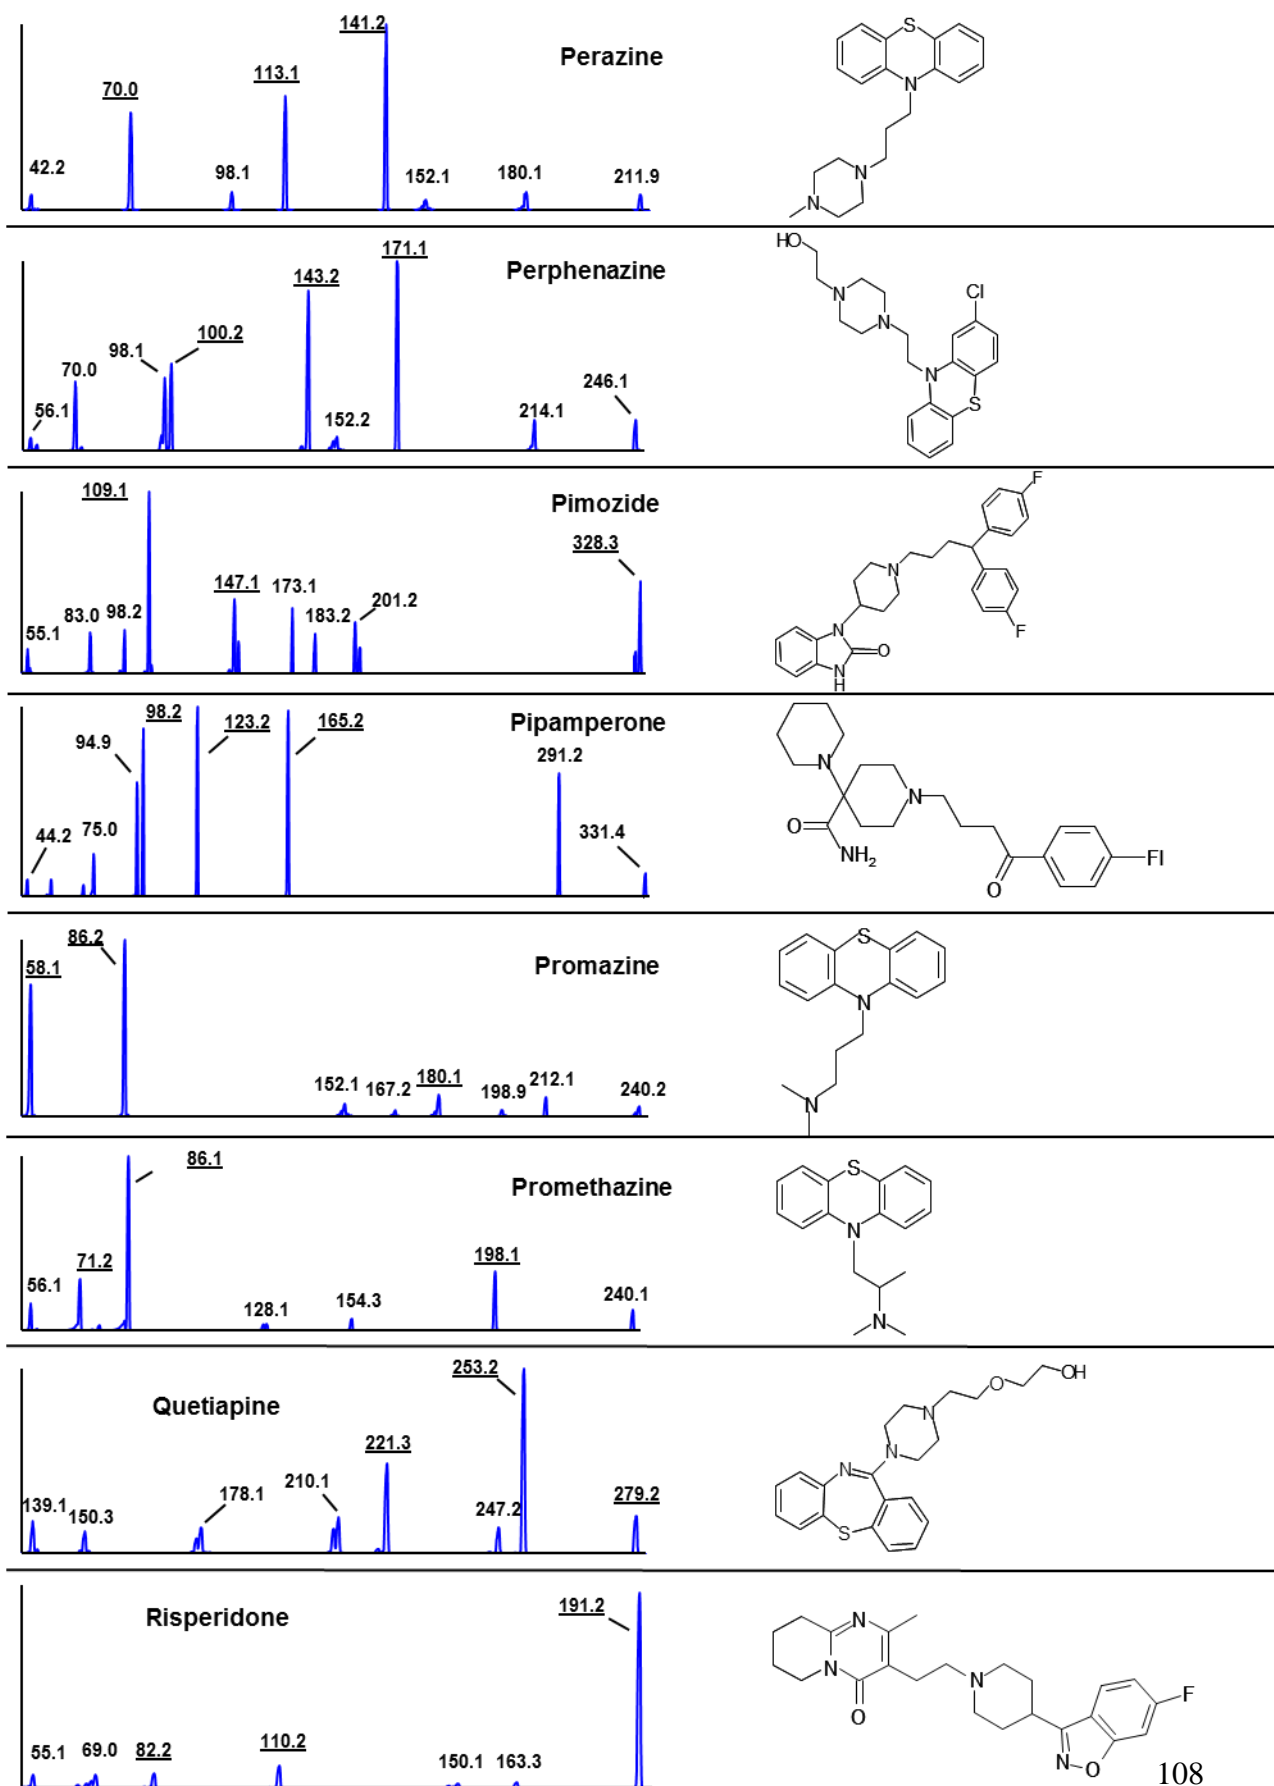 141.2
Perazine
113.1
70.0
42.2
98.1
152.1
180.1
211.9
S
N
N
N
171.1
Perphenazine
143.2
100.2
98.1
70.0
56.1
152.2
214.1
246.1
HO
N
N
Cl
N
S
109.1
Pimozide
328.3
147.1
173.1
83.0
98.2
183.2
201.2
55.1
F
N
F
N
O
N
H
98.2
123.2
165.2
Pipamperone
94.9
291.2
44.2
75.0
331.4
N
N
O
NH2
O
Fl
86.2
Promazine
58.1
152.1
167.2
180.1
198.9
212.1
240.2
S
N
N
86.1
Promethazine
71.2
198.1
56.1
128.1
154.3
240.1
S
N
N
253.2
Quetiapine
221.3
139.1
150.3
178.1
210.1
247.2
279.2
OH
O
N
N
N
S
Risperidone
191.2
55.1
69.0
82.2
110.2
150.1
163.3
N
N
O
N
F
N
O
108